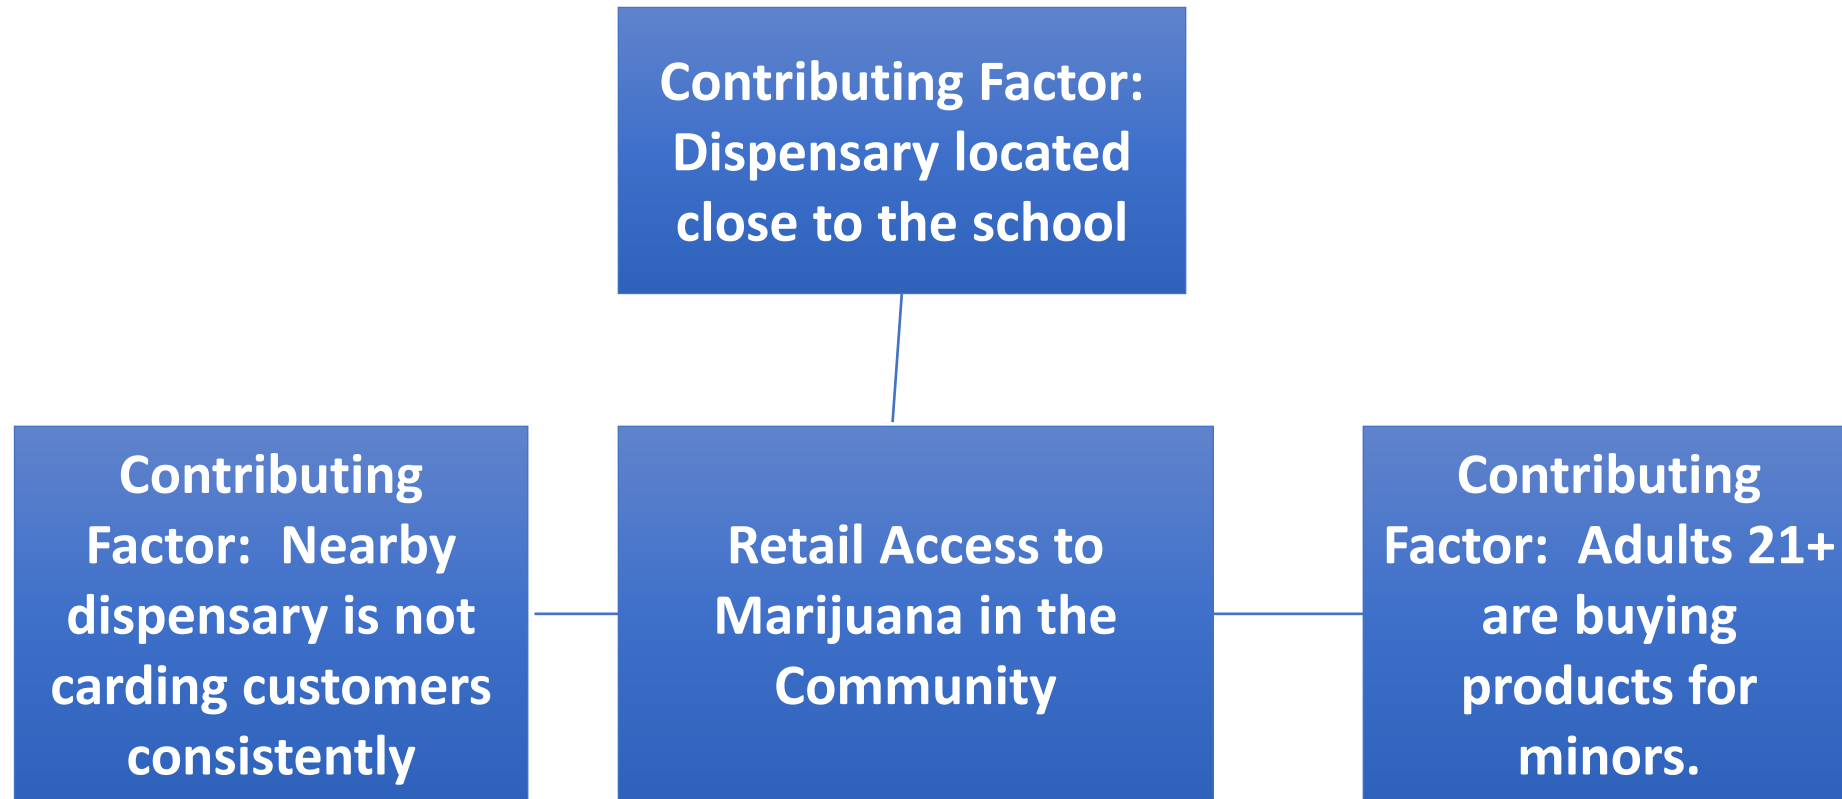 Contributing Factor:
Dispensary located
close to the school
Contributing
Factor:  Nearby
dispensary is not
carding customers
consistently
Retail Access to
Marijuana in the
Community
Contributing
Factor:  Adults 21+
are buying
products for
minors.